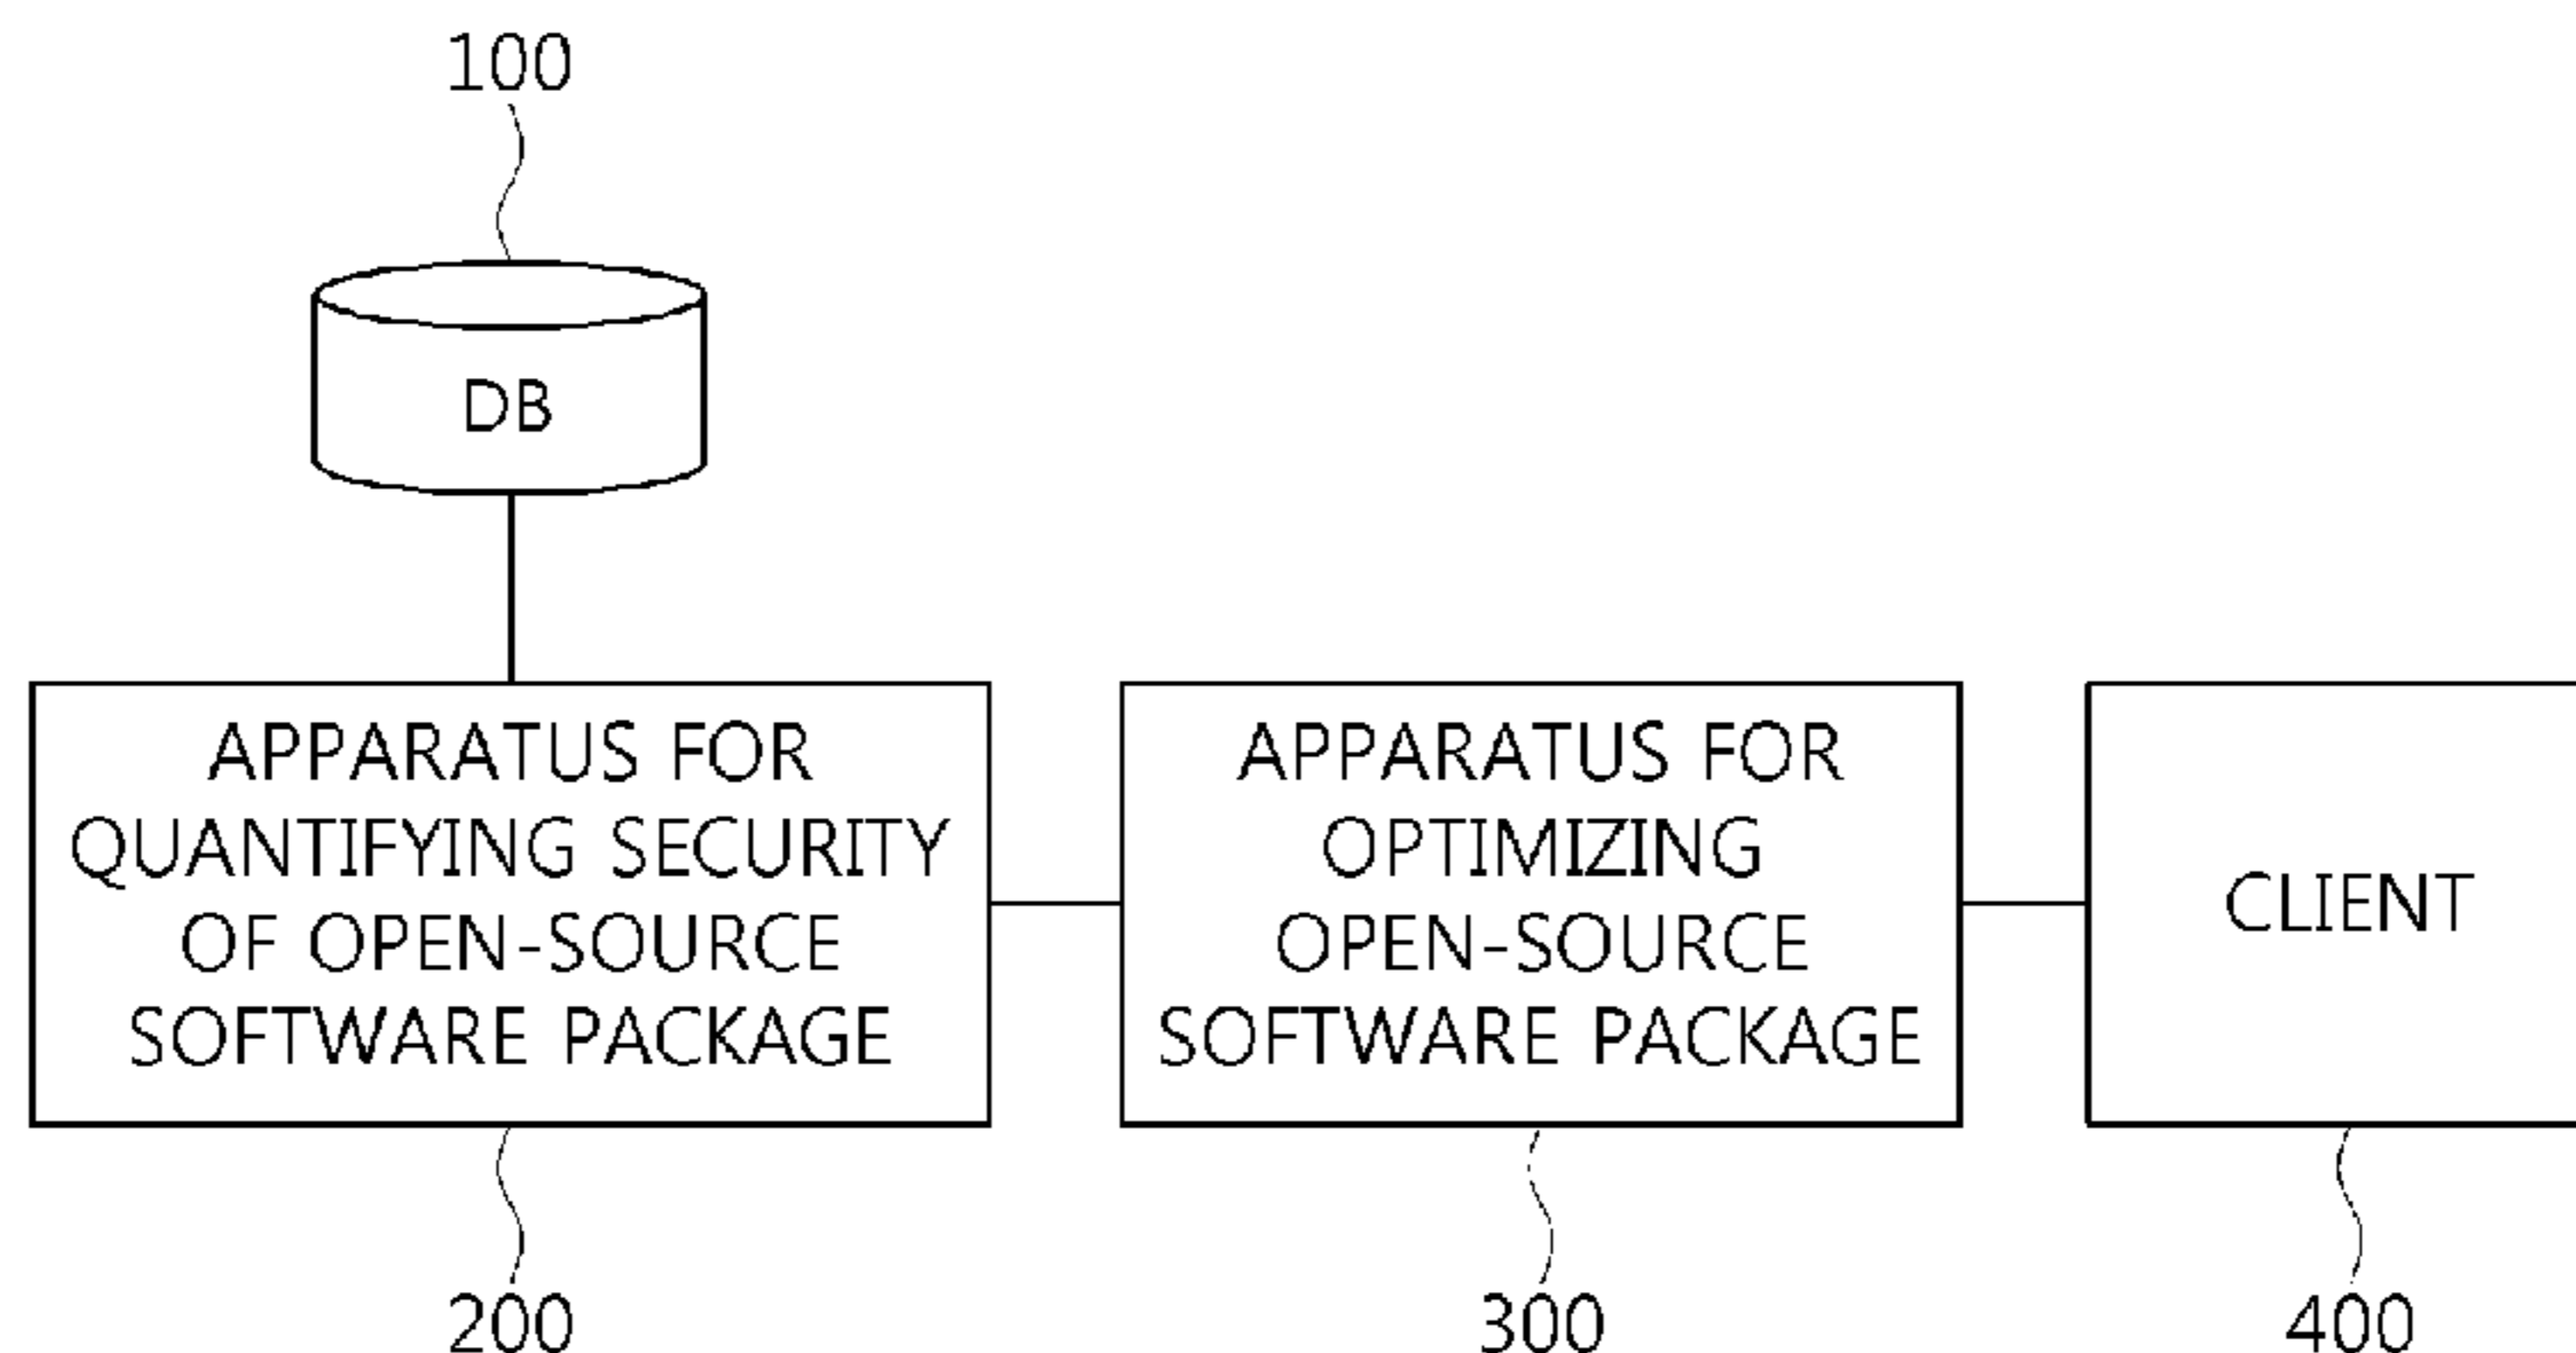 100
DB
APPARATUS FOR
QUANTIFYING SECURITY
OF OPEN-SOURCE
SOFTWARE PACKAGE
APPARATUS FOR
OPTIMIZING
OPEN-SOURCE
SOFTWARE PACKAGE
CLIENT
200
300
400